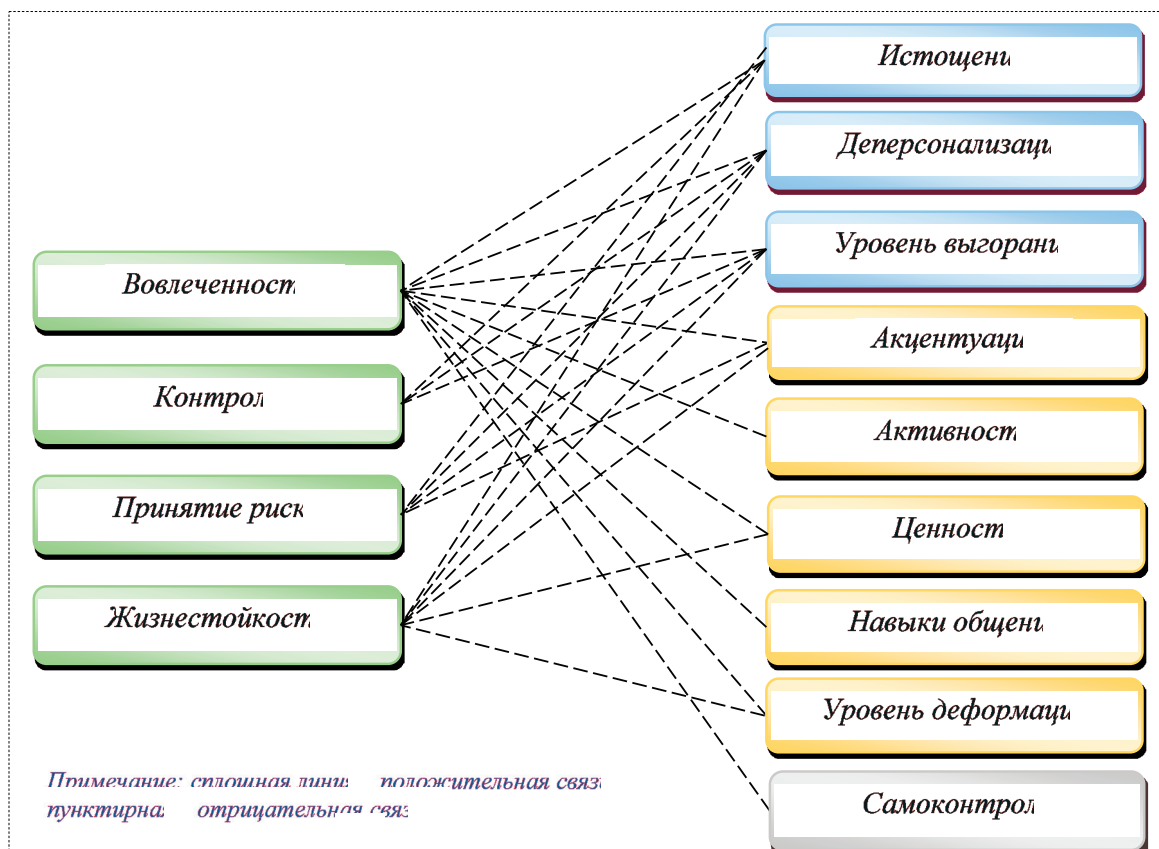 Истощени
Деперсонализаци
Уровень выгорани
Вовлеченност
Акцентуаци
Контрол
Активност
Принятие риск
Ценност
Жизнестойкост
Навыки общени
Уровень деформаци
Примечание: сплошная линия положительная связ
пунктирна отрицательная связ
Самоконтрол